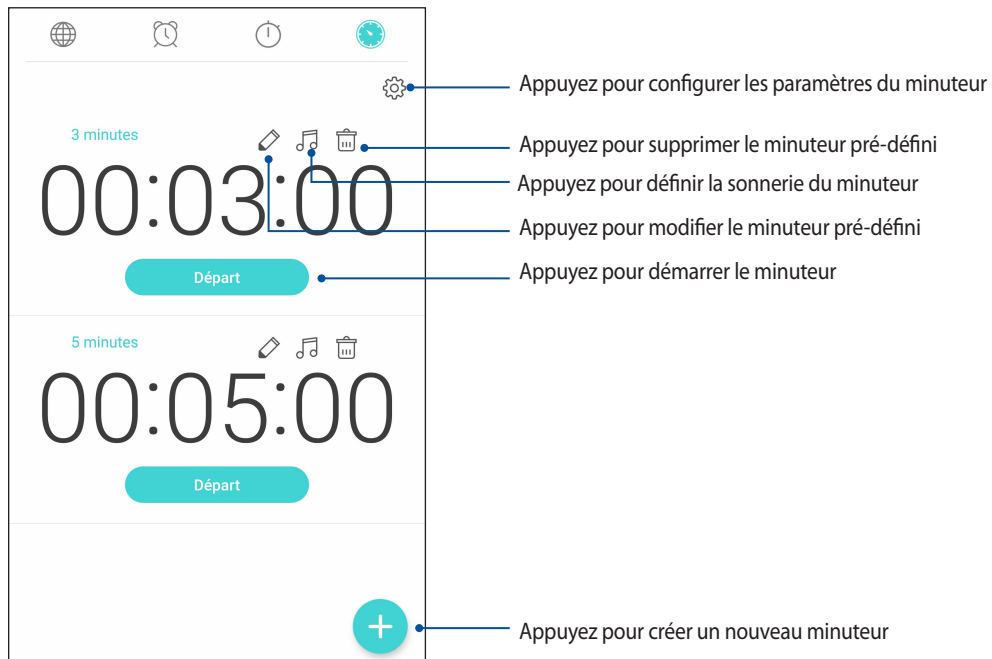 Appuyez pour configurer les paramètres du minuteur
3 minutes
Appuyez pour supprimer le minuteur pré-défini
00:03:00
Appuyez pour définir la sonnerie du minuteur
Appuyez pour modifier le minuteur pré-défini
Départ
Appuyez pour démarrer le minuteur
5 minutes
00:05:00
Départ
Appuyez pour créer un nouveau minuteur